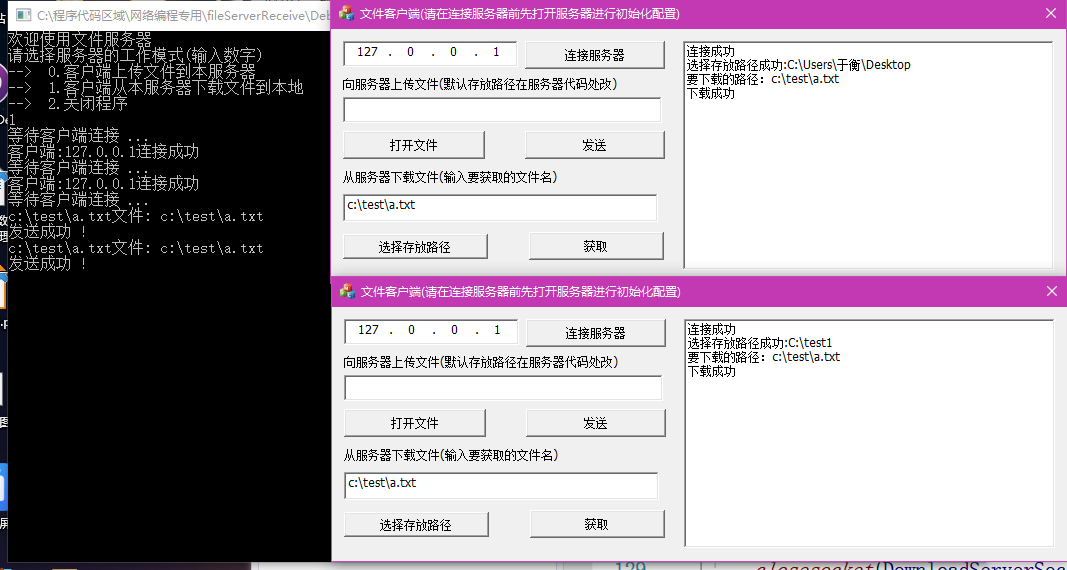 C:\程序代码区域\网络编程专用\fileServerReceive\Deb
欢迎使用文件服务器
请选择服务器的工作模式(输入数字)
--> 0.客户端上传文件到本服务器
--> 1.客户端从本服务器下载文件到本地
--> 2.关闭程序
1
等待客户端连接 ...
客户端:127.0.0.1连接成功
等待客户端连接 ...
客户端:127.0.0.1连接成功
等待客户端连接 ...
c:\test\a.txt文件: c:\test\a.txt
发送成功 !
c:\test\a.txt文件: c:\test\a.txt
发送成功 !
文件客户端(请在连接服务器前先打开服务器进行初始化配置)
127 . 0 . 0 . 1
连接服务器
向服务器上传文件(默认存放路径在服务器代码处改)
打开文件
发送
从服务器下载文件(输入要获取的文件名)
c:\test\a.txt
选择存放路径
获取
连接成功
选择存放路径成功:C:\Users\于衡\Desktop
要下载的路径：c:\test\a.txt
下载成功
文件客户端(请在连接服务器前先打开服务器进行初始化配置)
127 . 0 . 0 . 1
连接服务器
向服务器上传文件(默认存放路径在服务器代码处改)
打开文件
发送
从服务器下载文件(输入要获取的文件名)
c:\test\a.txt
选择存放路径
获取
连接成功
选择存放路径成功:C:\test1
要下载的路径：c:\test\a.txt
下载成功
129
closesocket(DownloadServerSoc